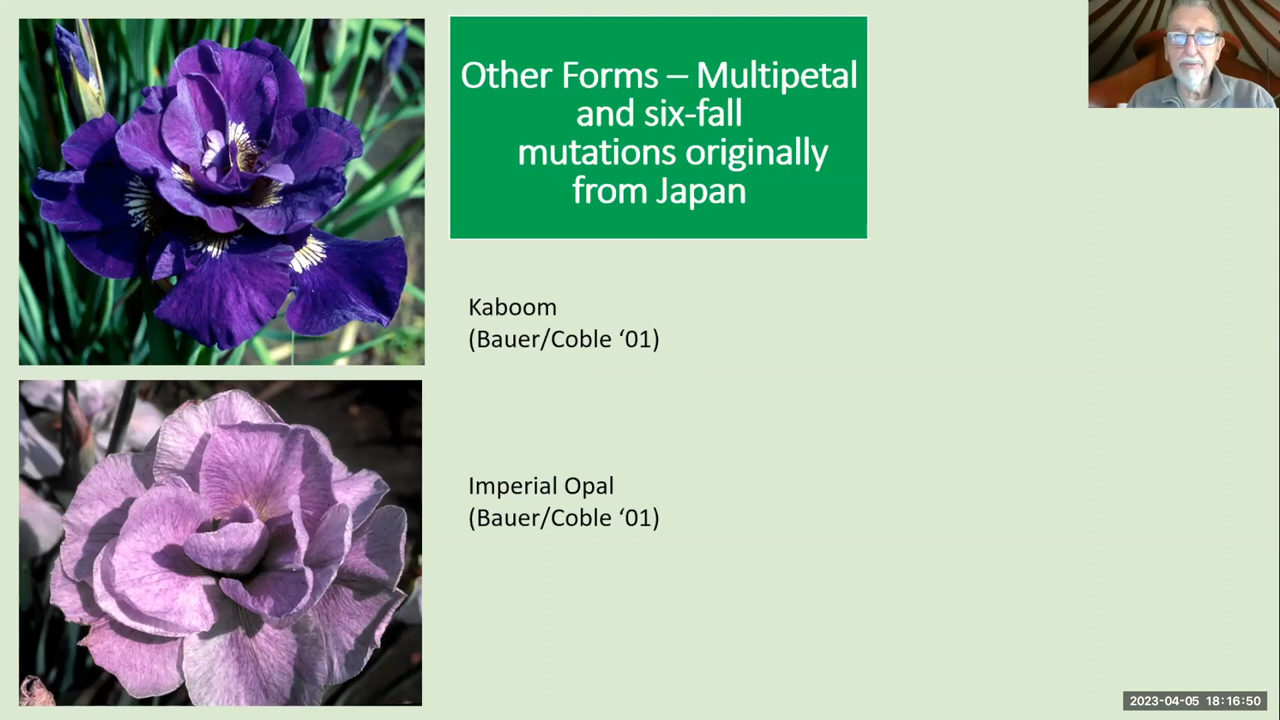 Other Forms – Multipetal
and six-fall
mutations originally
from Japan
Kaboom
(Bauer/Coble ‘01)
Imperial Opal
(Bauer/Coble ‘01)
2023-04-05 18:16:50